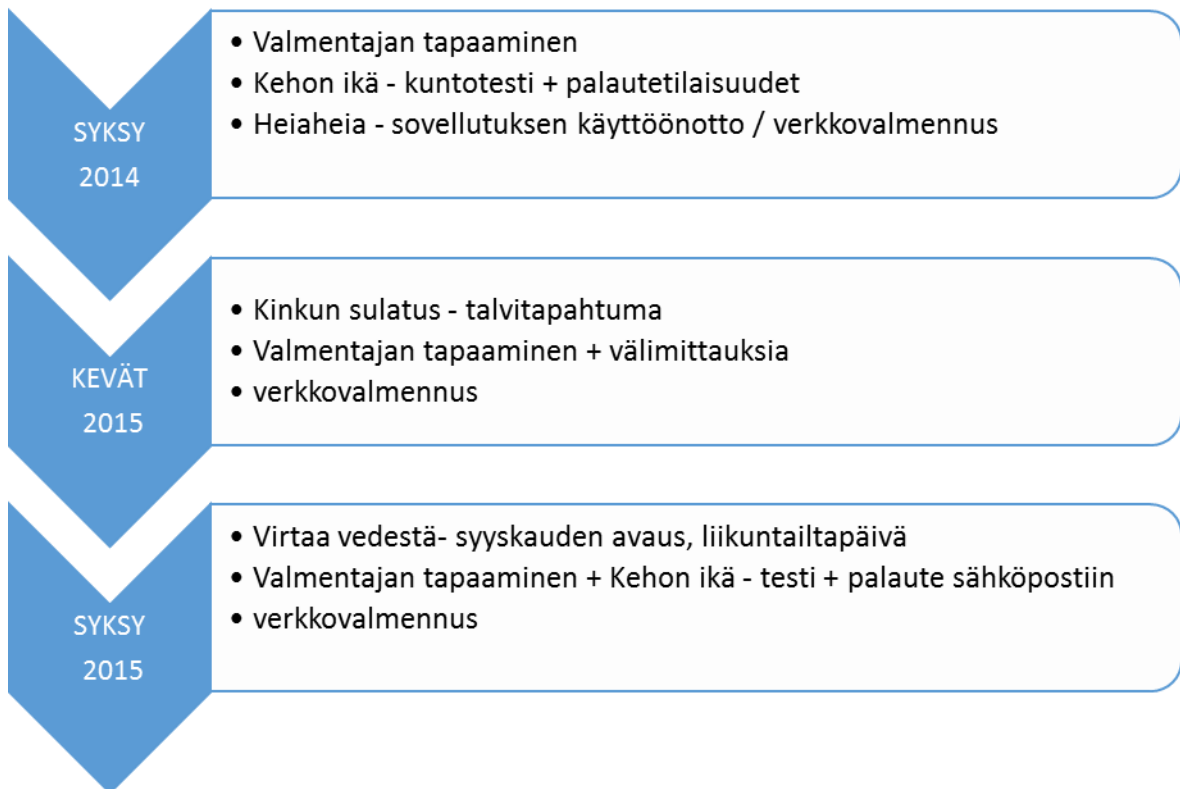 SYKSY
2014
• Valmentajan tapaaminen
• Kehon ikä - kuntotesti + palautetilaisuudet
• Heiaheia - sovellutuksen käyttöönotto / verkkovalmennus
KEVÄT
2015
• Kinkun sulatus - talvitapahtuma
• Valmentajan tapaaminen + välimittauksia
• verkkovalmennus
SYKSY
2015
• Virtaa vedestä- syyskauden avaus, liikuntailtapäivä
• Valmentajan tapaaminen + Kehon ikä - testi + palaute sähköpostiin
• verkkovalmennus